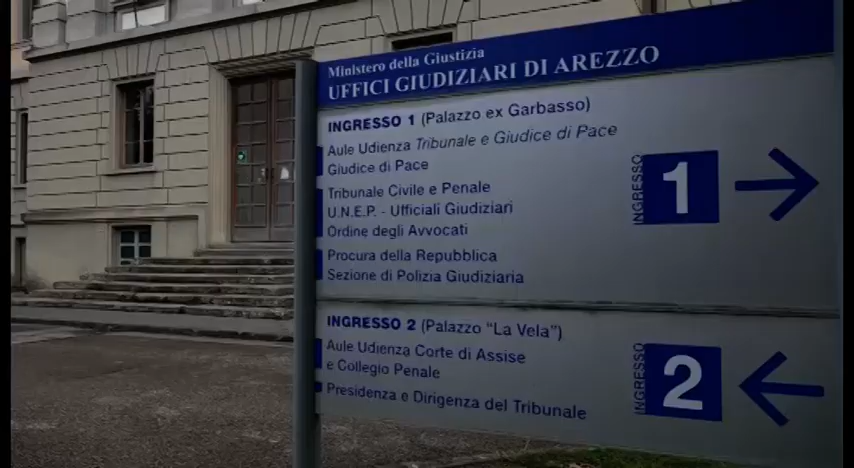 Ministero della Giustizia
UFFICI GIUDIZIARI DI AREZZO
INGRESSO 1 (Palazzo ex Garbasso)
Aule Udienza Tribunale e Giudice di Pace
Giudice di Pace
Tribunale Civile e Penale
U.N.E.P. - Ufficiali Giudiziari
Ordine degli Avvocati
Procura della Repubblica
Sezione di Polizia Giudiziaria
INGRESSO
1
INGRESSO 2 (Palazzo "La Vela")
Aule Udienza Corte di Assise
e Collegio Penale
Presidenza e Dirigenza del Tribunale
INGRESSO
2